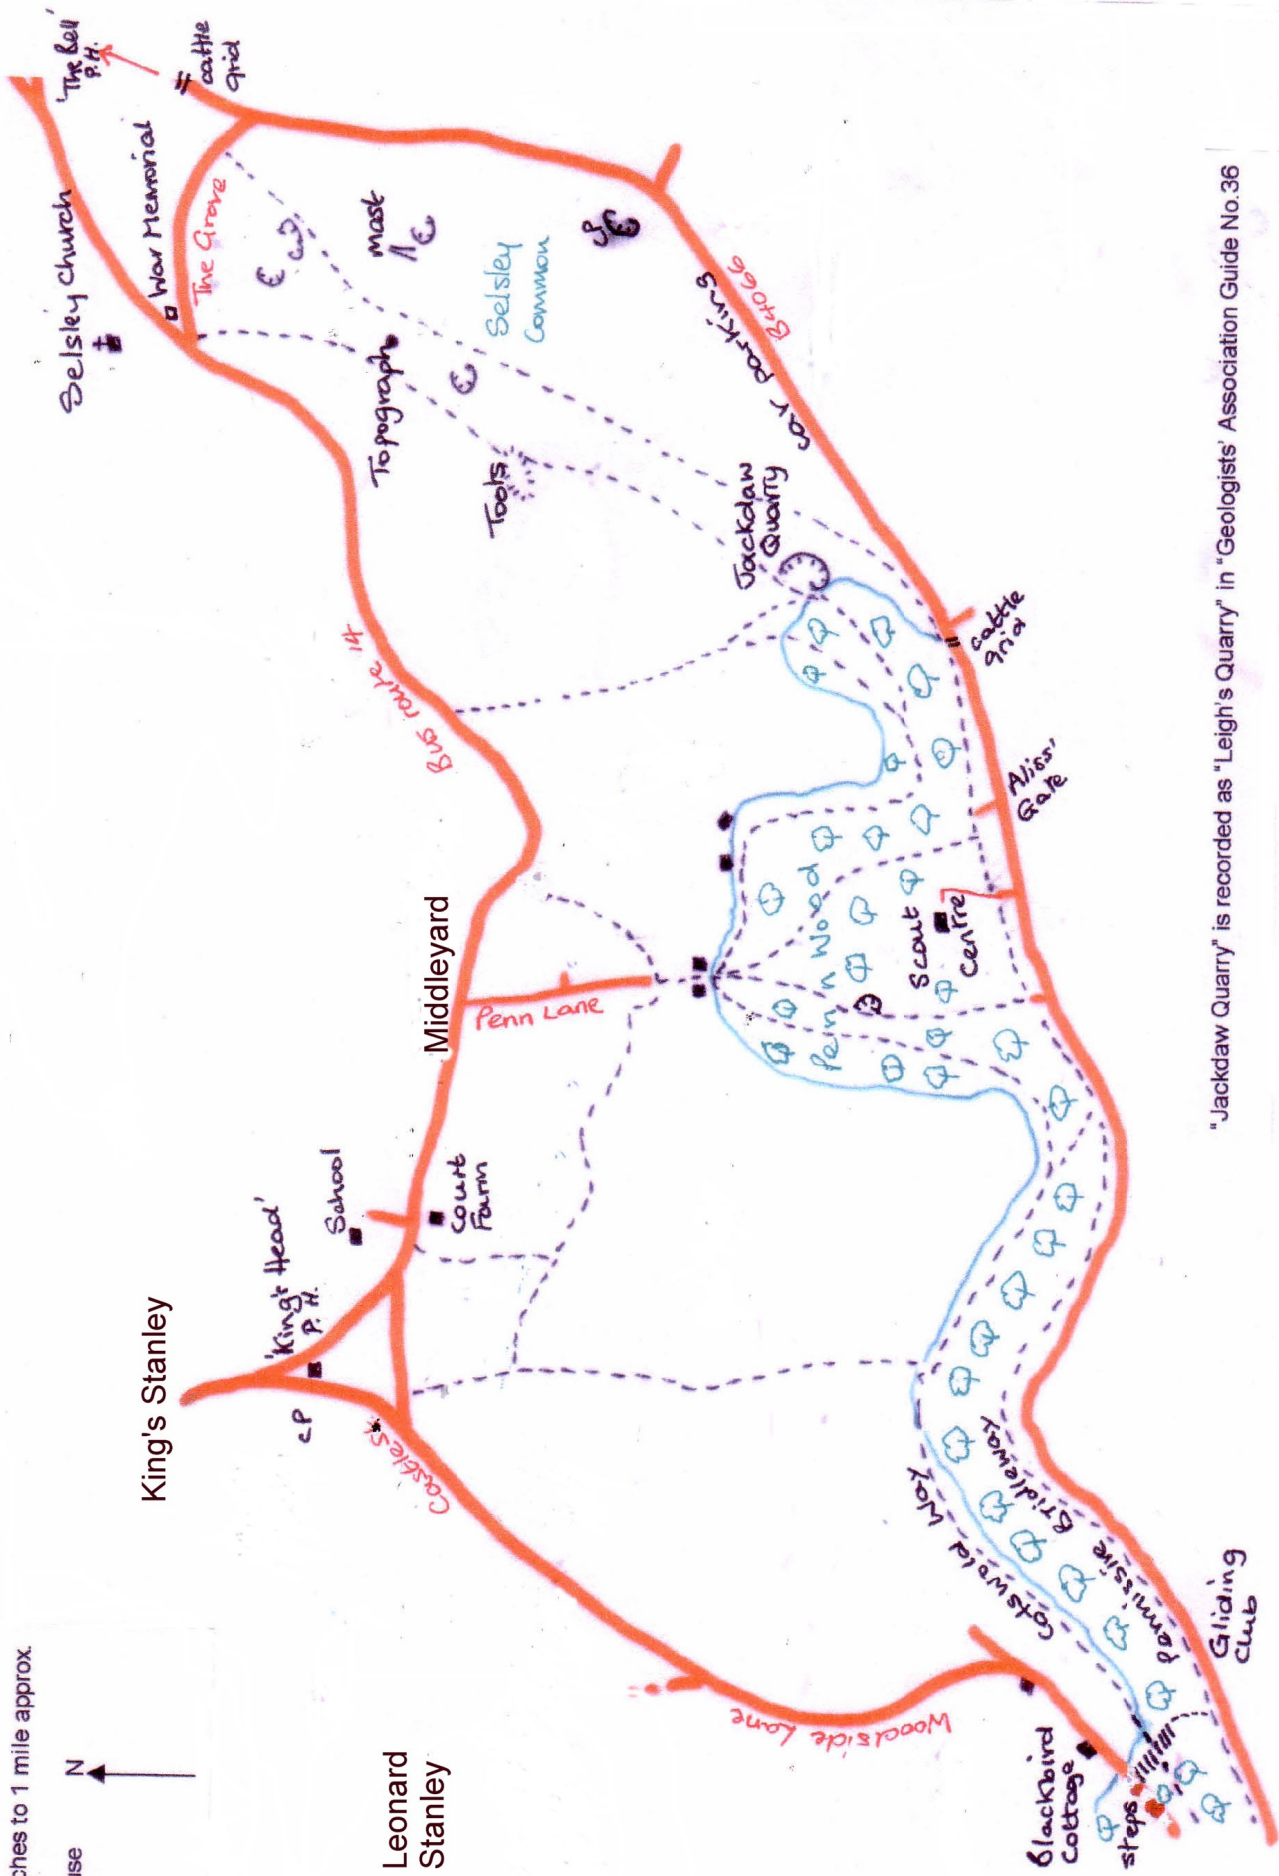 ches to 1 mile approx.
use
N
King's Stanley
Leonard
Stanley
Middleyard
'The Bell'
P.H.
cattle
grid
Selsley Church
War Memorial
The Grove
mast
Selsley
Common
Topograph
Toots
CP
B4066
car parking
Jackdaw
Quarry
Bus route 14
cattle
grid
Aliss'
Gate
Penn Lane
Penn Wood
Scout
Centre
School
Court
Farm
'King's Head'
P.H.
CP
Castle St
Cotswold Way
Permissive Bridleway
Woodside Lane
Blackbird
Cottage
steps
Gliding
Club
"Jackdaw Quarry" is recorded as "Leigh's Quarry" in "Geologists' Association Guide No.36